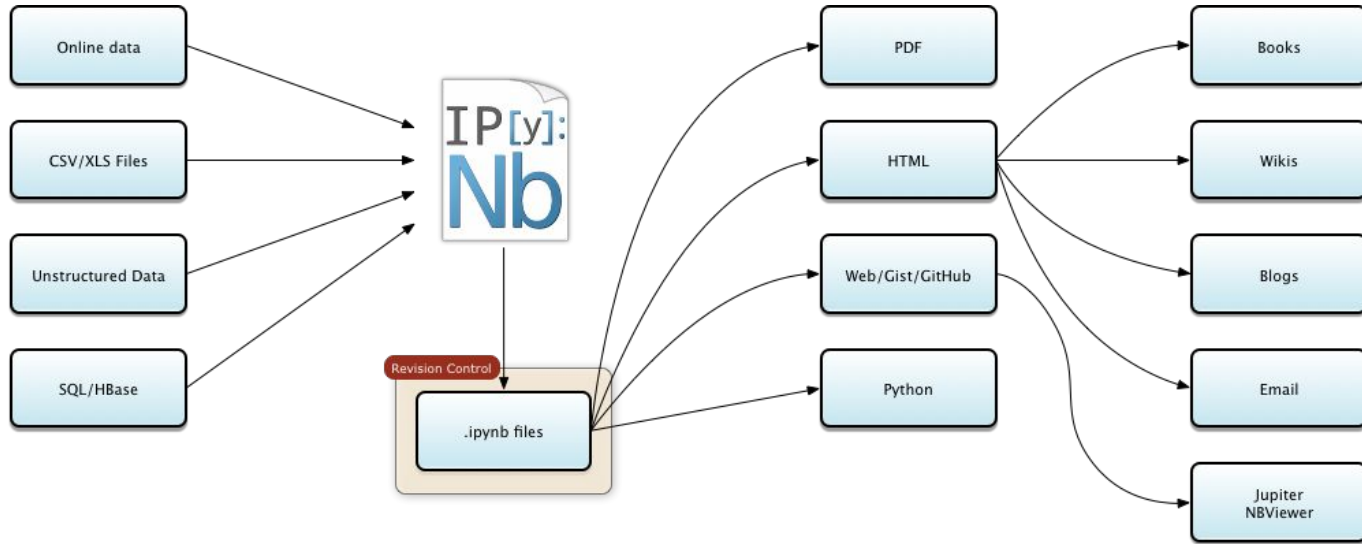 Online data
CSV/XLS Files
Unstructured Data
SQL/HBase
IP[y]:
Nb
Revision Control
.ipynb files
PDF
HTML
Web/Gist/GitHub
Python
Books
Wikis
Blogs
Email
Jupiter
NBViewer